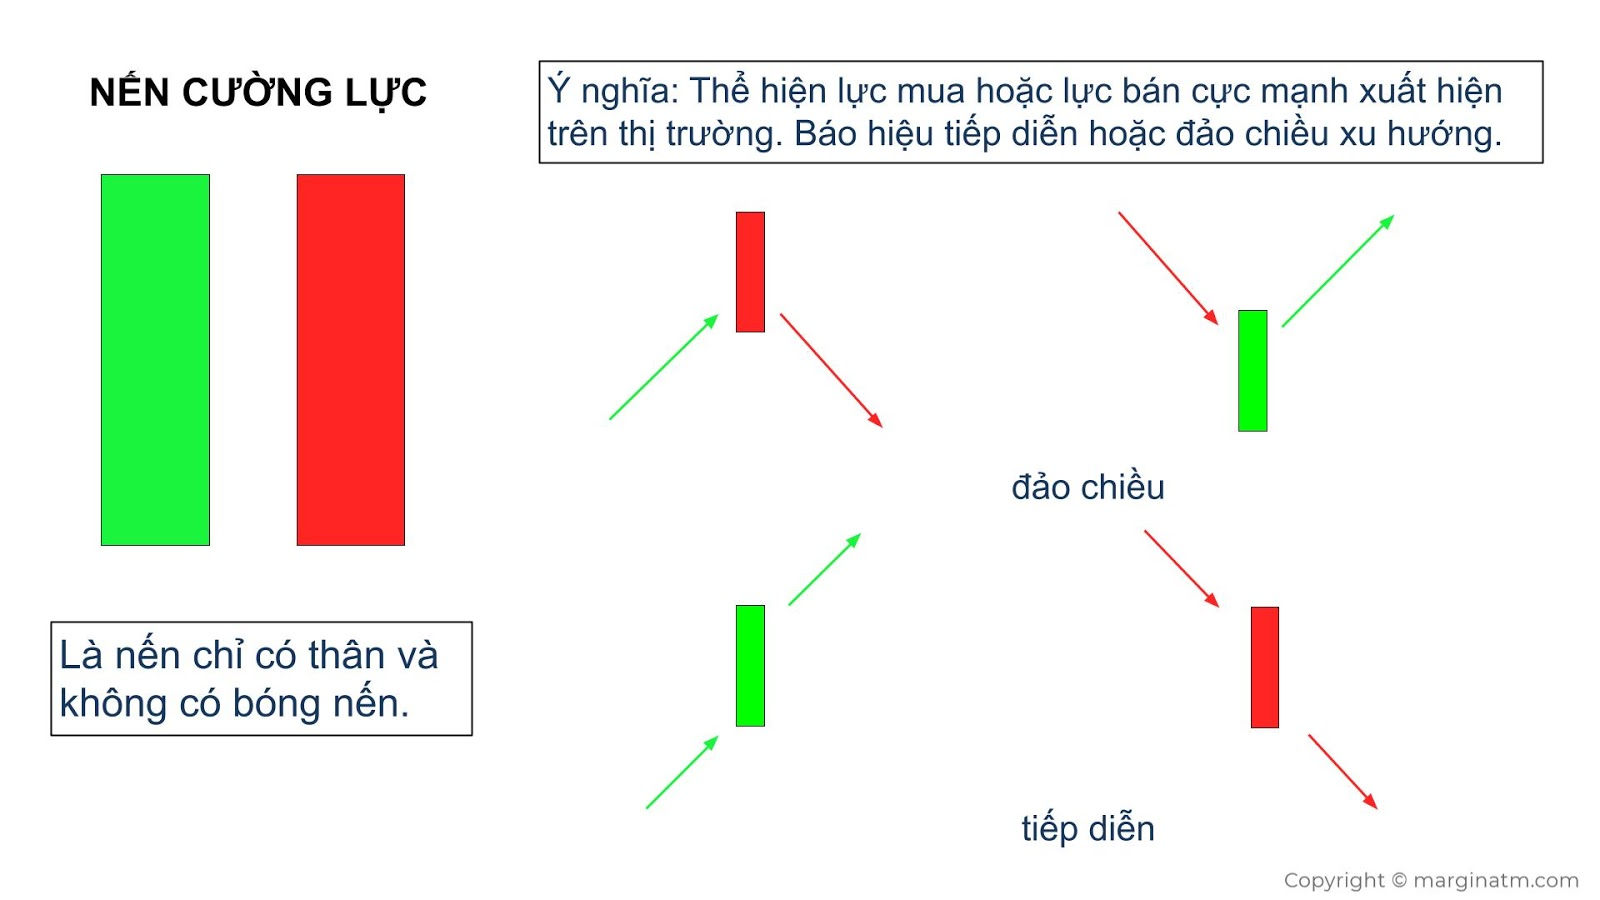 NẾN CƯỜNG LỰC
Ý nghĩa: Thể hiện lực mua hoặc lực bán cực mạnh xuất hiện
trên thị trường. Báo hiệu tiếp diễn hoặc đảo chiều xu hướng.
đảo chiều
Là nến chỉ có thân và
không có bóng nến.
tiếp diễn
Copyright © marginatm.com